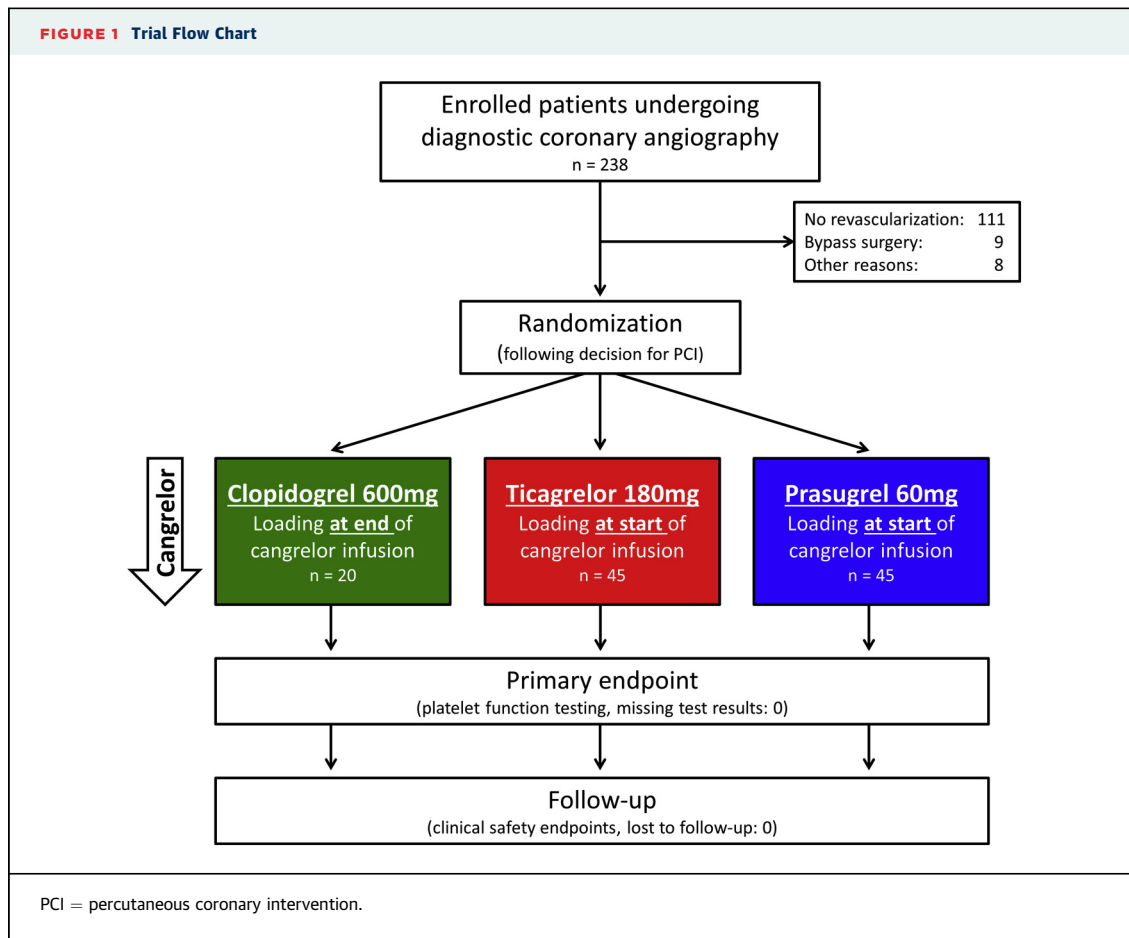 FIGURE 1 Trial Flow Chart
Enrolled patients undergoing
diagnostic coronary angiography
n = 238
No revascularization: 111
Bypass surgery: 9
Other reasons: 8
Randomization
(following decision for PCI)
Cangrelor
Clopidogrel 600mg
Loading at end of
cangrelor infusion
n = 20
Ticagrelor 180mg
Loading at start of
cangrelor infusion
n = 45
Prasugrel 60mg
Loading at start of
cangrelor infusion
n = 45
Primary endpoint
(platelet function testing, missing test results: 0)
Follow-up
(clinical safety endpoints, lost to follow-up: 0)
PCI = percutaneous coronary intervention.